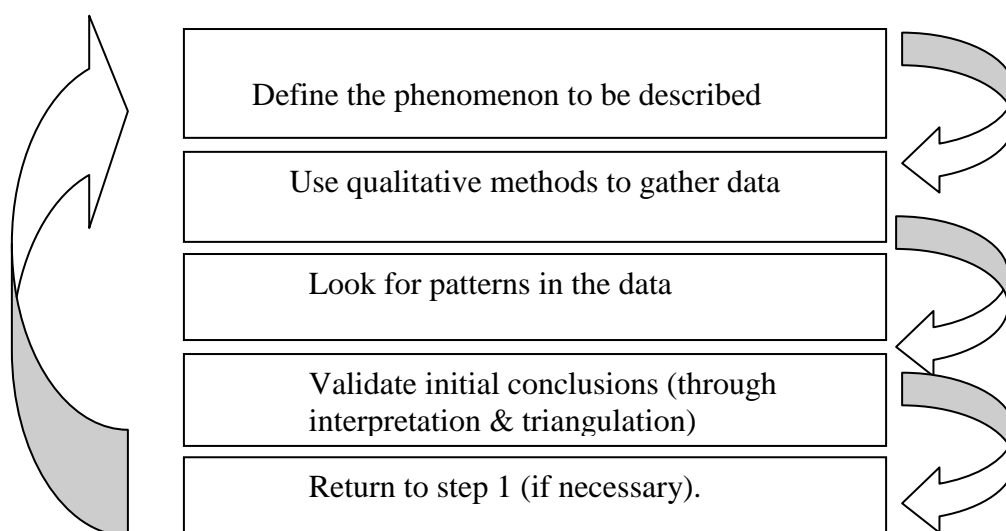 Define the phenomenon to be described
Use qualitative methods to gather data
Look for patterns in the data
Validate initial conclusions (through
interpretation & triangulation)
Return to step 1 (if necessary).